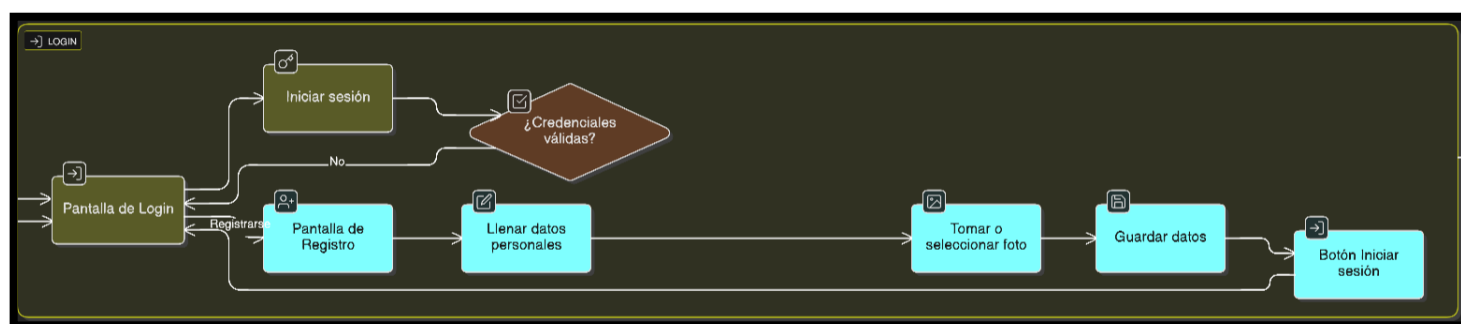 LOGIN
Iniciar sesión
¿Credenciales
válidas?
No
Pantalla de Login
Registrarse
Pantalla de
Registro
Llenar datos
personales
Tomar o
seleccionar foto
Guardar datos
Botón Iniciar
sesión